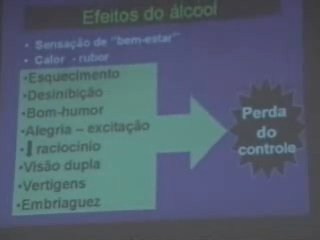 Efeitos do álcool
• Sensação de "bem-estar"
• Calor - rubor
•Esquecimento
•Desinibição
•Bom-humor
•Alegria – excitação
• raciocínio
•Visão dupla
•Vertigens
•Embriaguez
Perda
do
controle